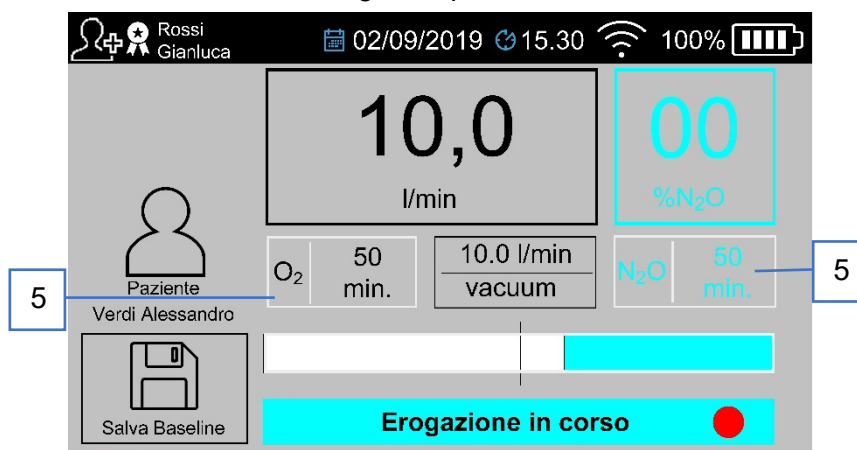 Rossi
Gianluca
02/09/2019 15.30 100%
10,0
l/min
00
%N₂O
O₂ 50 min.
10.0 l/min
vacuum
N₂O 50 min.
5
5
Paziente
Verdi Alessandro
Salva Baseline
Erogazione in corso